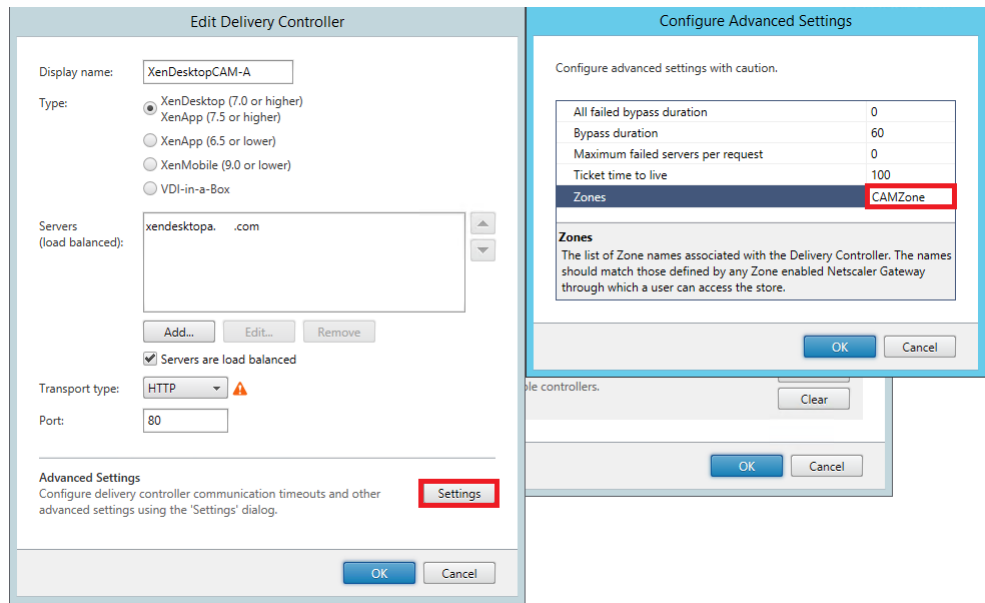 Edit Delivery Controller
Display name: XenDesktopCAM-A
Type:
XenDesktop (7.0 or higher)
XenApp (7.5 or higher)
XenApp (6.5 or lower)
XenMobile (9.0 or lower)
VDI-in-a-Box
Servers
(load balanced):
xendesktopa. .com
Add... Edit... Remove
Servers are load balanced
Transport type: HTTP
Port: 80
Advanced Settings
Configure delivery controller communication timeouts and other
advanced settings using the 'Settings' dialog.
Settings
OK Cancel
Configure Advanced Settings
Configure advanced settings with caution.
All failed bypass duration 0
Bypass duration 60
Maximum failed servers per request 0
Ticket time to live 100
Zones CAMZone
Zones
The list of Zone names associated with the Delivery Controller. The names
should match those defined by any Zone enabled Netscaler Gateway
through which a user can access the store.
OK Cancel
controllers.
Clear
OK Cancel